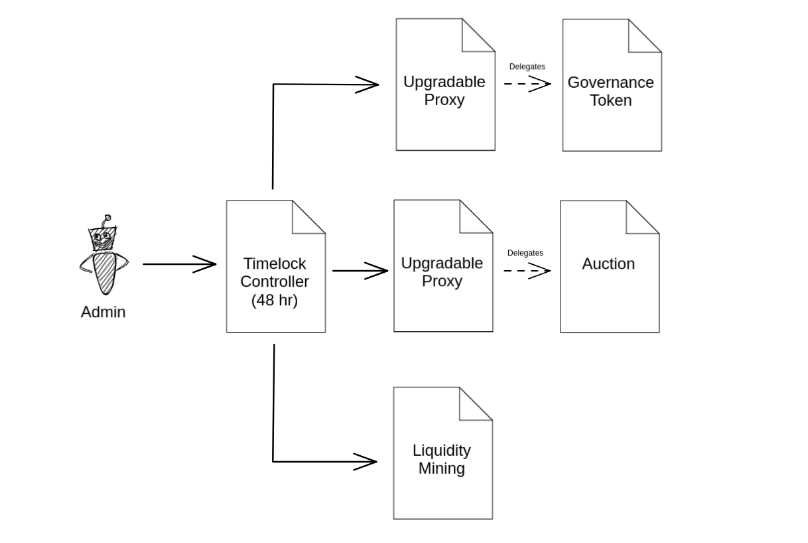 Upgradable
Proxy
Delegates
Governance
Token
Admin
Timelock
Controller
(48 hr)
Upgradable
Proxy
Delegates
Auction
Liquidity
Mining